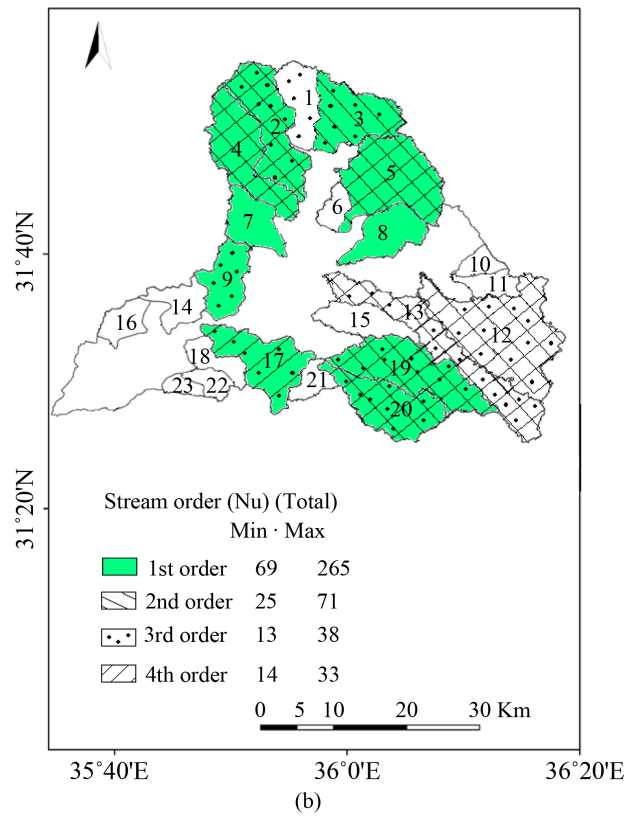 1
2
3
4
5
6
7
8
9
10
11
12
13
14
15
16
17
18
19
20
21
22
23
31°40'N
31°20'N
Stream order (Nu) (Total)
Min · Max
1st order 69 265
2nd order 25 71
3rd order 13 38
4th order 14 33
0 5 10 20 30 Km
35°40'E 36°0'E 36°20'E
(b)